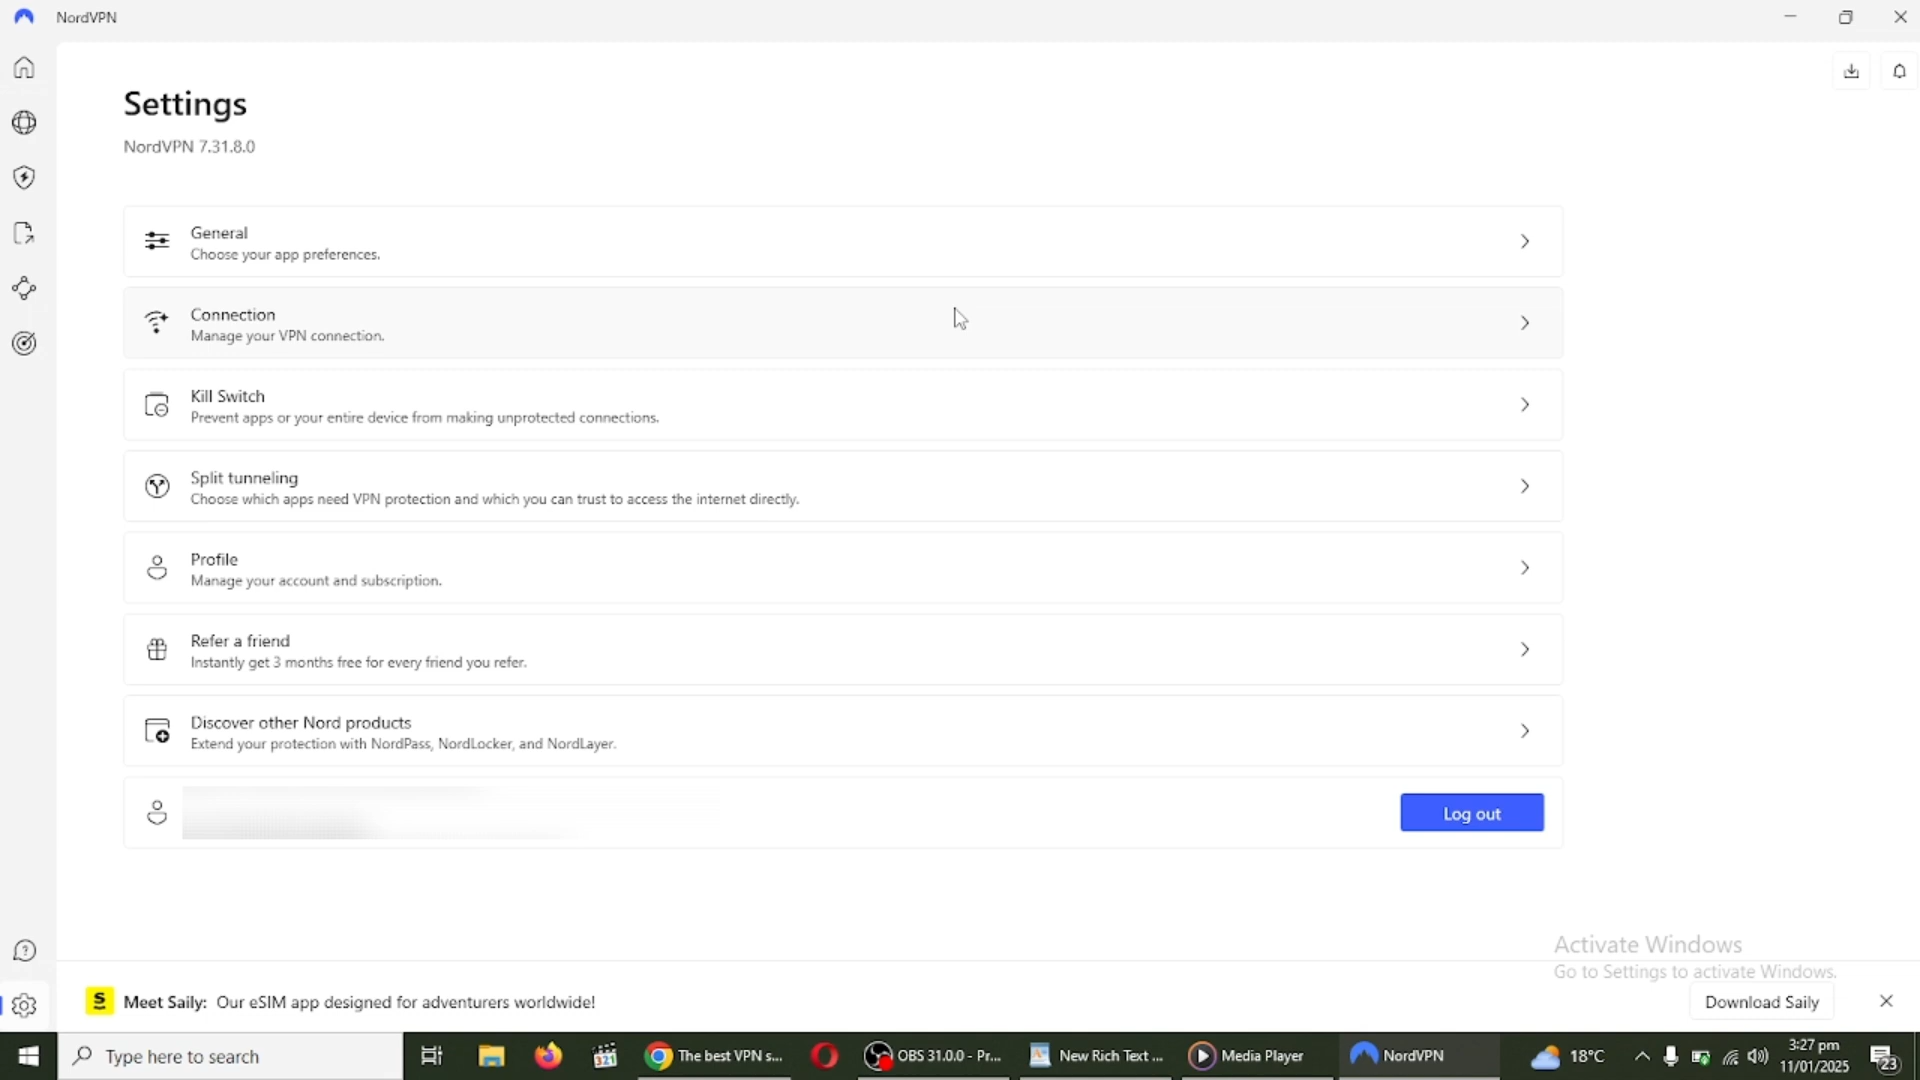 NordVPN
Settings
NordVPN 7.31.8.0
General
Choose your app preferences.
Connection
Manage your VPN connection.
Kill Switch
Prevent apps or your entire device from making unprotected connections.
Split tunneling
Choose which apps need VPN protection and which you can trust to access the internet directly.
Profile
Manage your account and subscription.
Refer a friend
Instantly get 3 months free for every friend you refer.
Discover other Nord products
Extend your protection with NordPass, NordLocker, and NordLayer.
Log out
Activate Windows
Go to Settings to activate Windows.
S Meet Saily: Our eSIM app designed for adventurers worldwide!
Download Saily
Type here to search
321
The best VPN s...
OBS 31.0.0 - Pr...
New Rich Text ...
Media Player
NordVPN
18°C
3:27 pm
11/01/2025
23